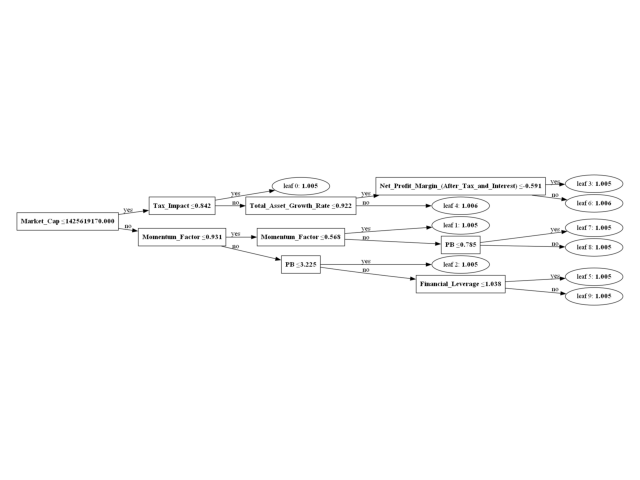 Net_Profit_Margin_(After_Tax_and_Interest) ≤-0.591
yes
leaf 3: 1.005
no
leaf 6: 1.006
Tax_Impact ≤0.842
yes
leaf 0: 1.005
no
Total_Asset_Growth_Rate ≤0.922
yes
no
leaf 4: 1.006
Market_Cap ≤1425619170.000
yes
no
Momentum_Factor ≤0.931
yes
Momentum_Factor ≤0.568
yes
leaf 1: 1.005
no
PB ≤0.785
yes
leaf 7: 1.005
no
leaf 8: 1.005
no
PB ≤3.225
yes
leaf 2: 1.005
no
Financial_Leverage ≤1.038
yes
leaf 5: 1.005
no
leaf 9: 1.005